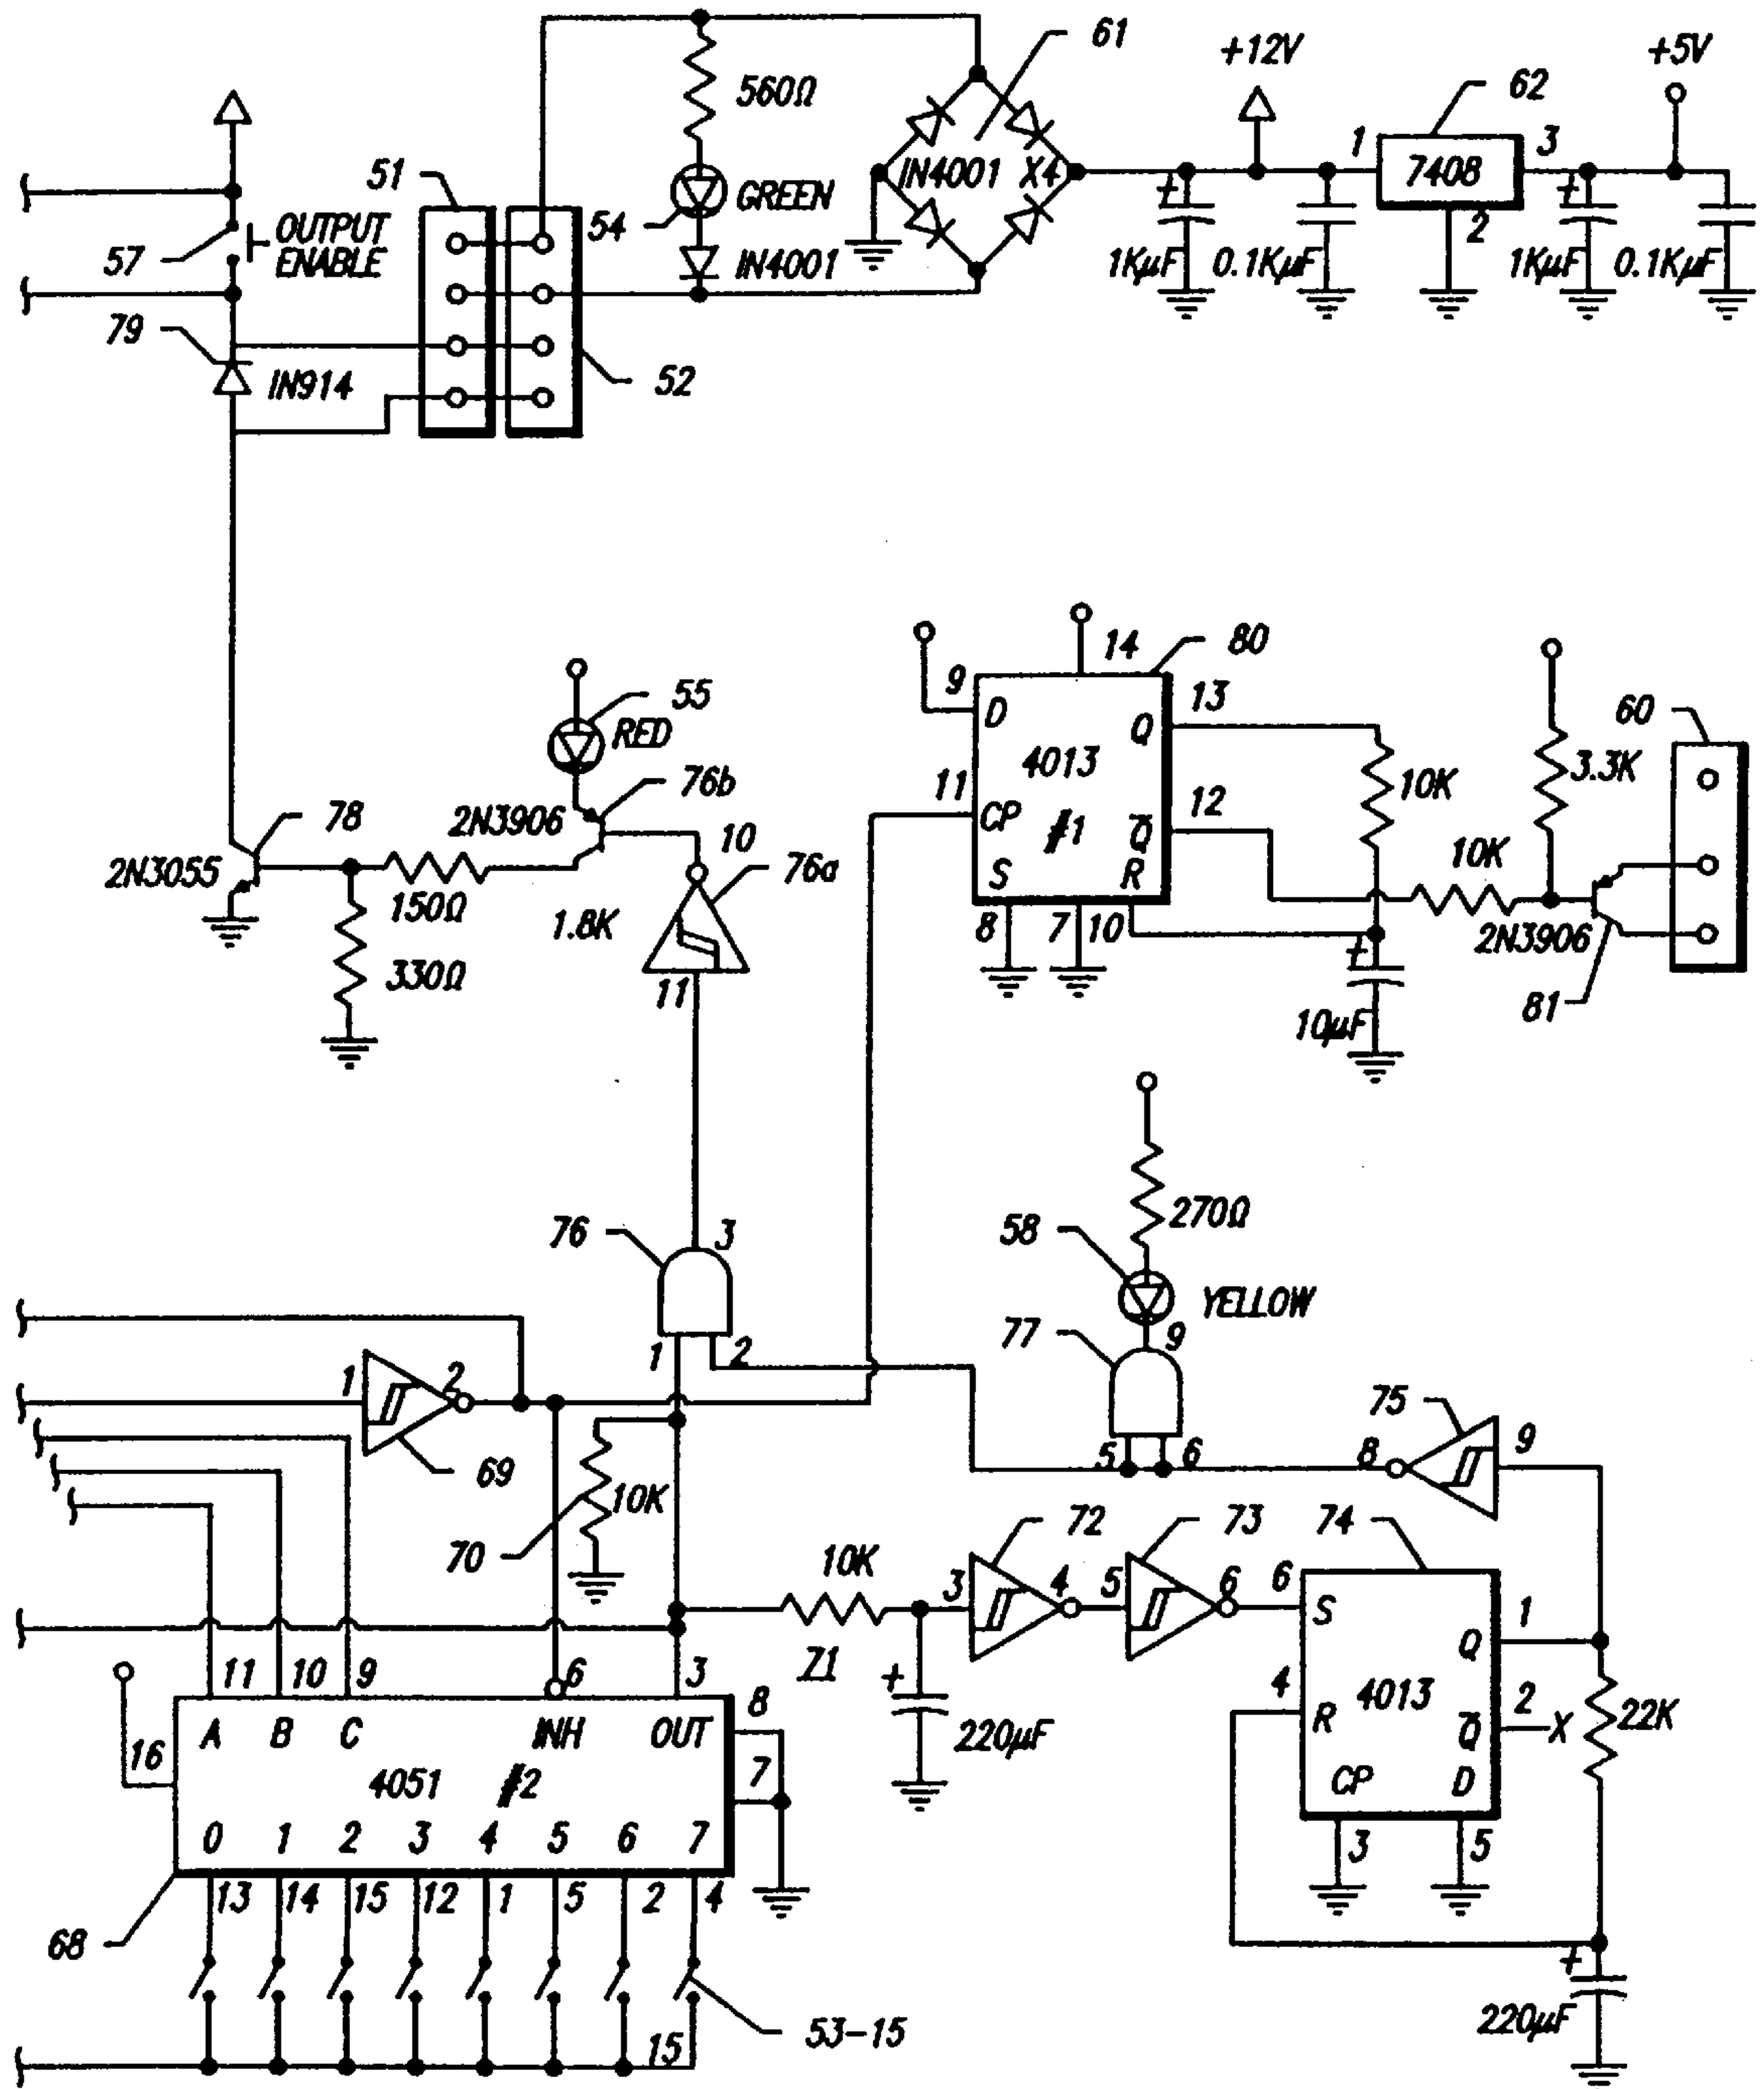 61
+12V
+5V
560Ω
62
1
3
51
IN4001 X4
7408
GREEN
2
57
OUTPUT
ENABLE
54
IN4001
1KµF
0.1KµF
1KµF
0.1KµF
79
IN914
52
14
80
9
13
60
55
D
Q
RED
4013
3.3K
10K
11
76b
12
78
2N3906
CP
#1
Q
10
10K
2N3055
76a
S
R
150Ω
1.8K
8
7
10
2N3906
330Ω
11
81
10µF
270Ω
76
3
58
YELLOW
77
9
1
2
1
2
75
9
5
6
8
69
10K
70
72
73
74
10K
3
4
5
6
6
S
1
Q
71
4
4013
11
10
9
6
3
8
R
2
X
22K
Q
A
B
C
INH
OUT
220µF
16
7
4051
#2
CP
D
0
1
2
3
4
5
6
7
3
5
13
14
15
12
1
5
2
4
68
53-15
15
220µF